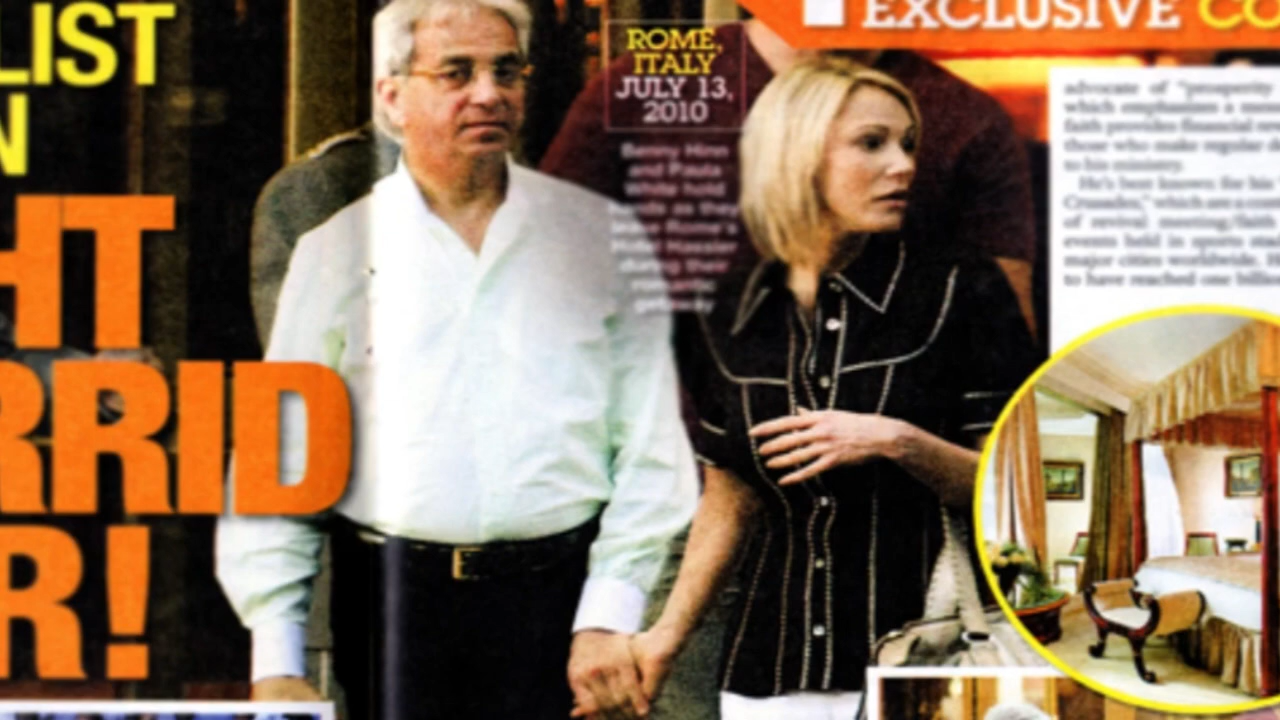 LIST
N
HT
RRID
R!
EXCLUSIVE CO
ROME,
ITALY
JULY 13,
2010
Benny Hinn
and Paula
White hold
hands as they
leave Rome's
Hotel Hassler
during their
romantic
getaway
advocate of "prosperity
which emphasizes a
faith provides financial
those who make regular
to his ministry.
He's best known for his
Crusades," which are a
of revival meeting/faith
events held in sports
major cities worldwide.
to have reached one